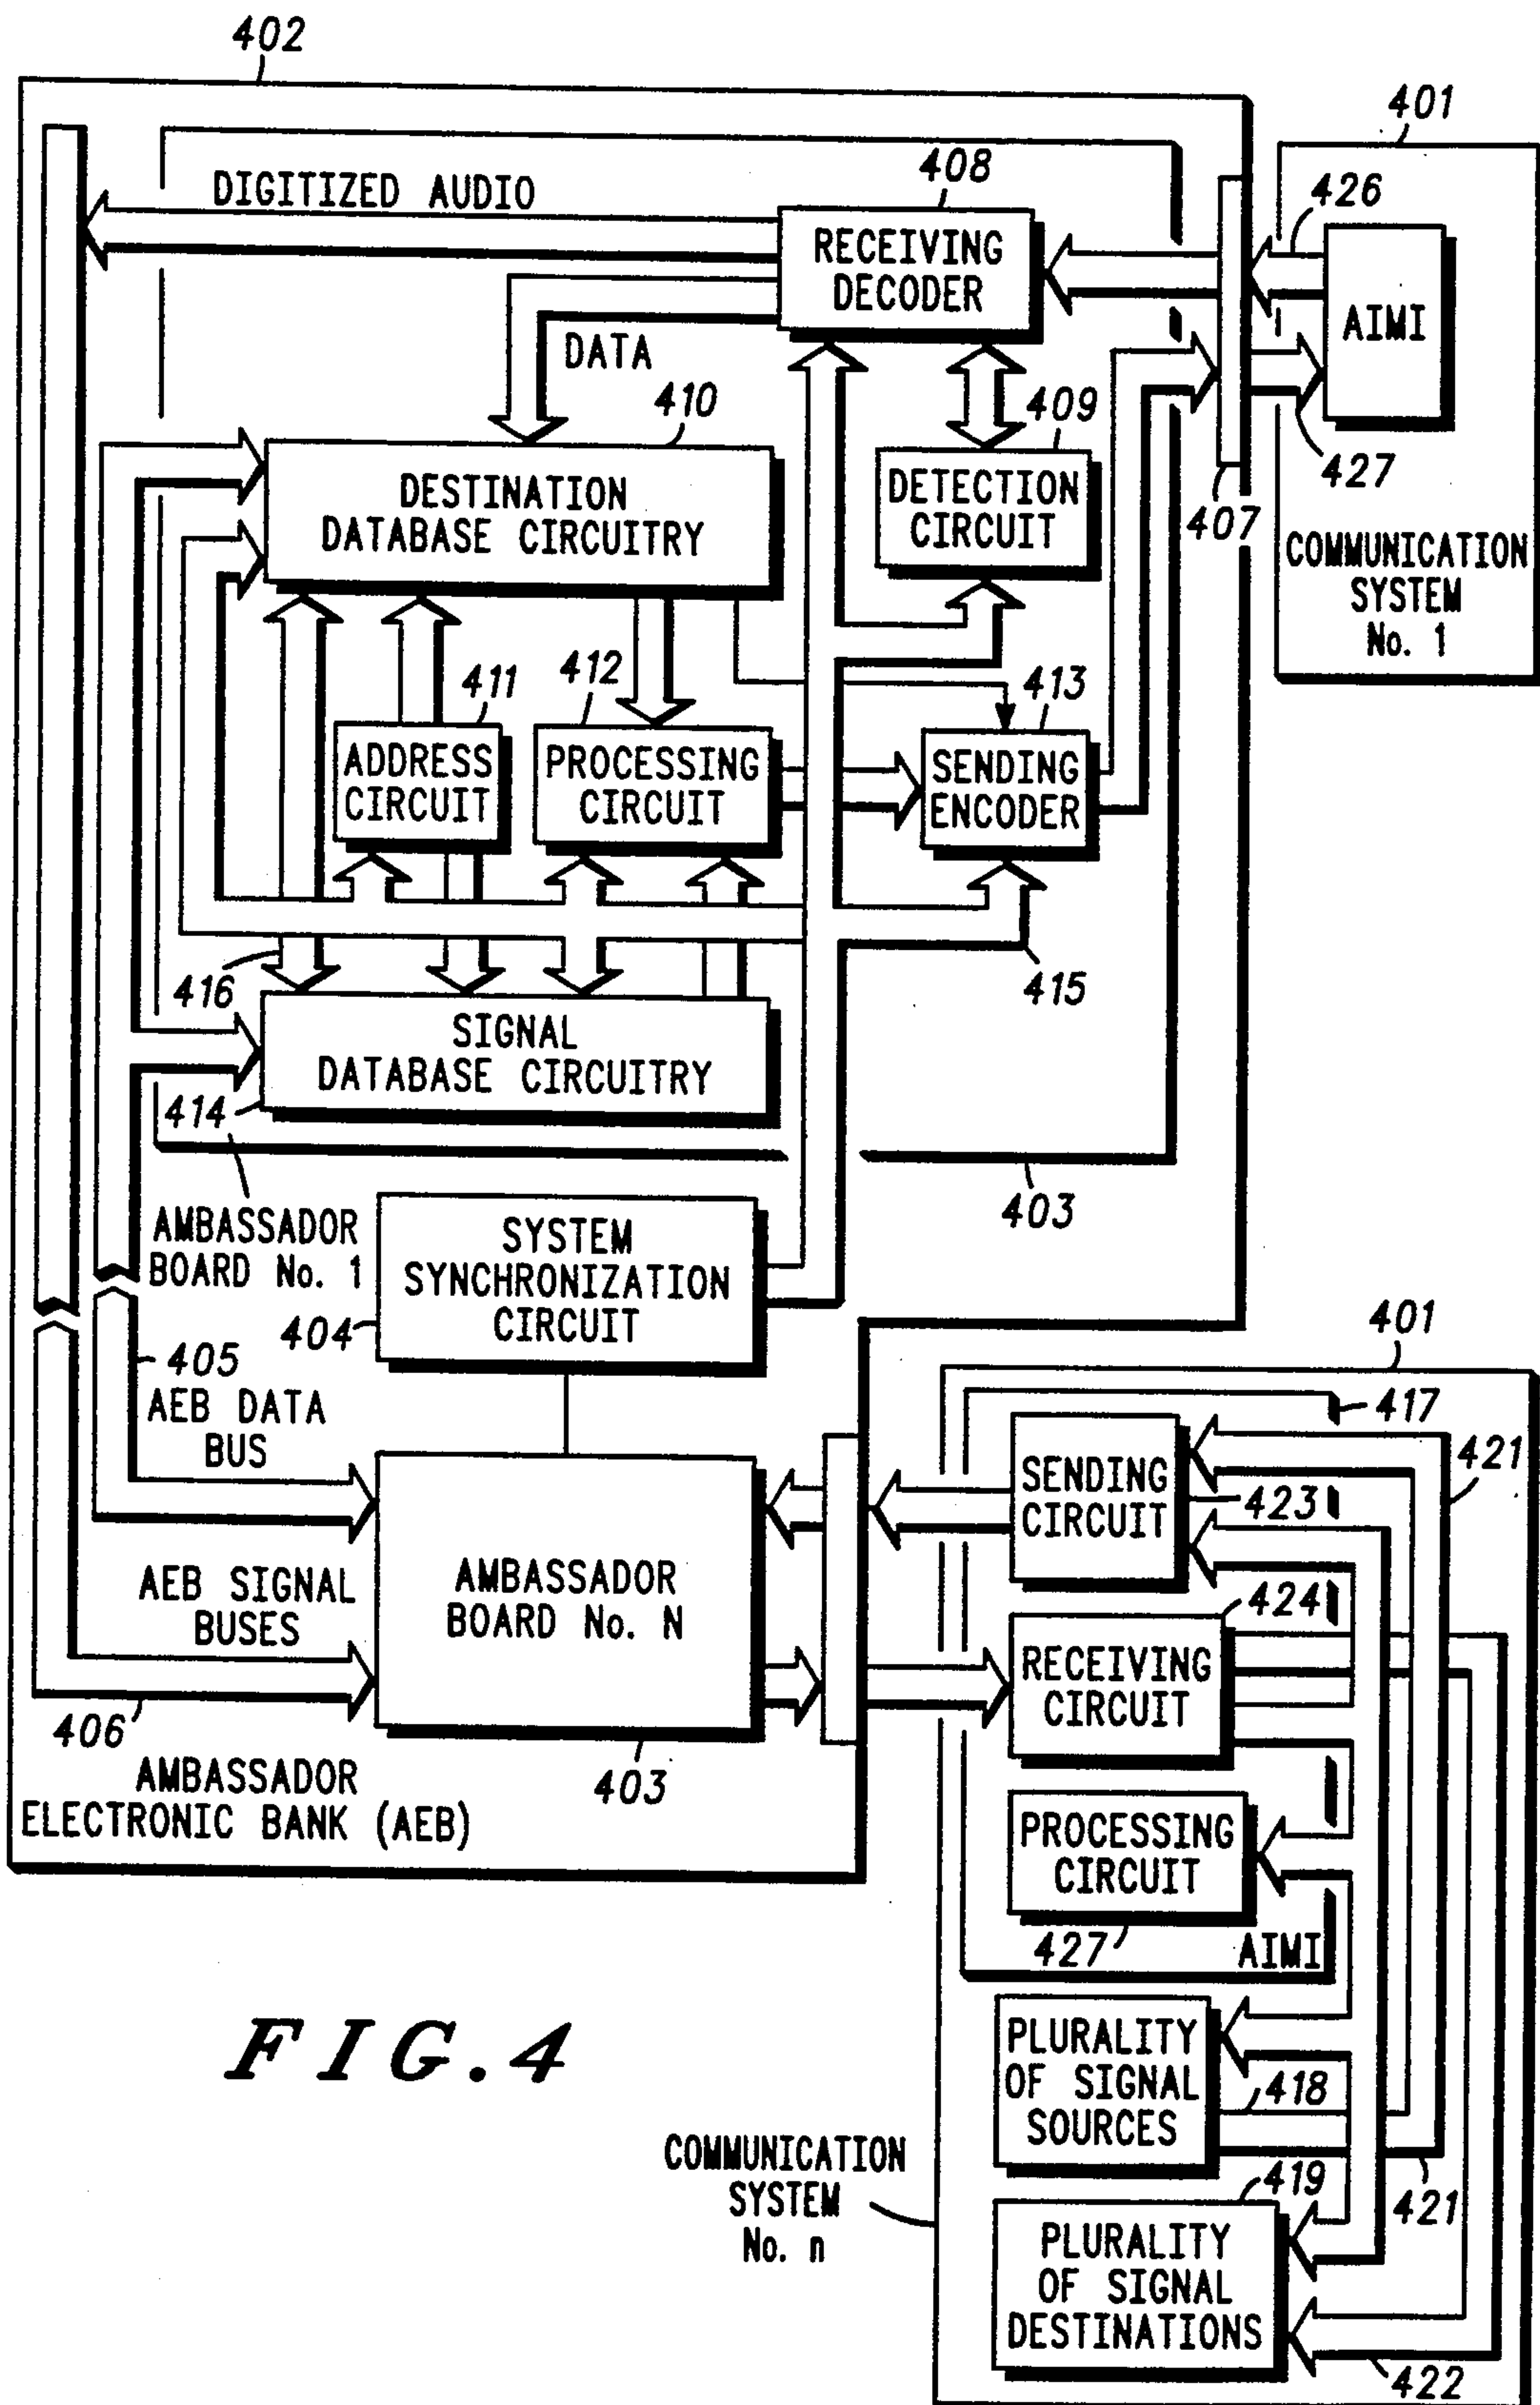 402
401
408
DIGITIZED AUDIO
426
RECEIVING
DECODER
AIMI
DATA
410
409
427
DESTINATION
DATABASE CIRCUITRY
DETECTION
CIRCUIT
407
COMMUNICATION
SYSTEM
No. 1
411
412
413
ADDRESS
CIRCUIT
PROCESSING
CIRCUIT
SENDING
ENCODER
416
415
SIGNAL
DATABASE CIRCUITRY
414
403
AMBASSADOR
BOARD No. 1
SYSTEM
SYNCHRONIZATION
CIRCUIT
404
401
405
AEB DATA
BUS
417
421
SENDING
CIRCUIT
423
AEB SIGNAL
BUSES
AMBASSADOR
BOARD No. N
424
RECEIVING
CIRCUIT
406
403
AMBASSADOR
ELECTRONIC BANK (AEB)
PROCESSING
CIRCUIT
427
AIMI
FIG.4
PLURALITY
OF SIGNAL
SOURCES
418
COMMUNICATION
SYSTEM
No. n
419
421
PLURALITY
OF SIGNAL
DESTINATIONS
422